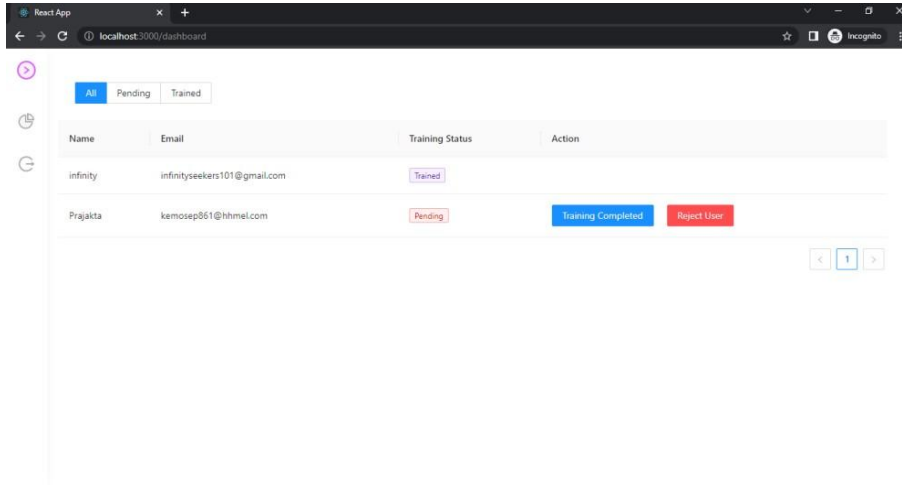 React App
localhost:3000/dashboard
Incognito
All Pending Trained
Name Email Training Status Action
infinity infinityseekers101@gmail.com Trained
Prajakta kemosep861@hhmel.com Pending Training Completed Reject User
< 1 >